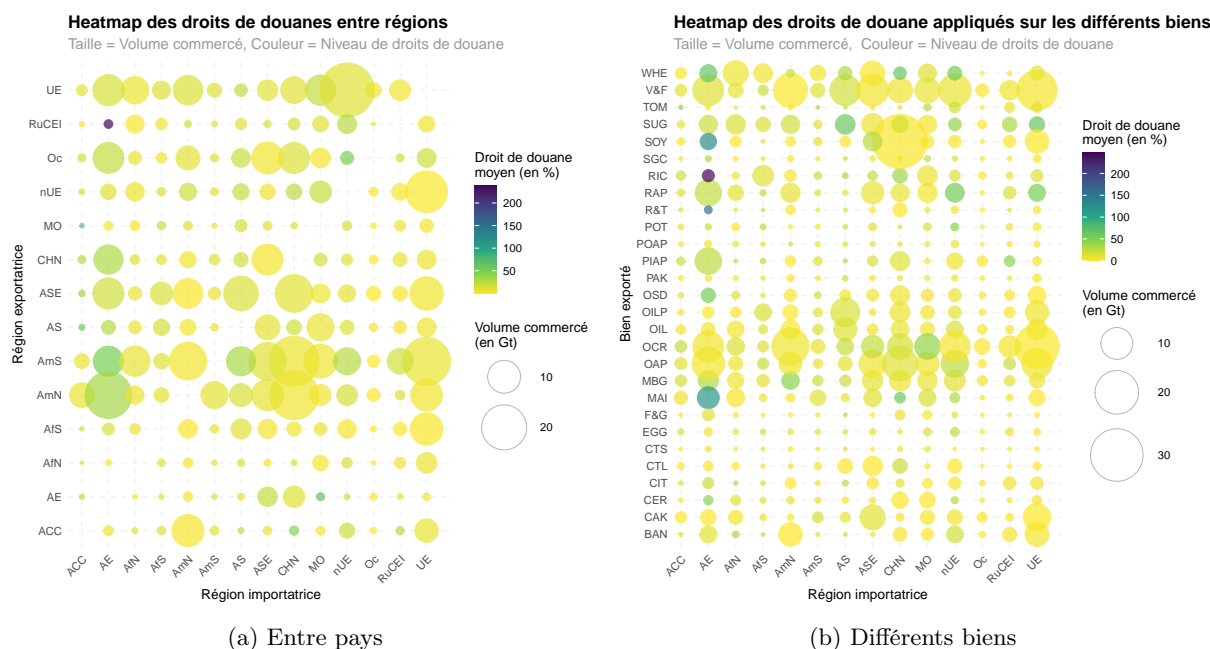 Heatmap des droits de douanes entre régions
Taille = Volume commercé, Couleur = Niveau de droits de douane
Région exportatrice
UE
RuCEI
Oc
nUE
MO
CHN
ASE
AS
AmS
AmN
AfS
AfN
AE
ACC
ACC AE AfN AfS AmN AmS AS ASE CHN MO nUE Oc RuCEI UE
Région importatrice
Droit de douane
moyen (en %)
200
150
100
50
Volume commercé
(en Gt)
10
20
(a) Entre pays
Heatmap des droits de douane appliqués sur les différents biens
Taille = Volume commercé, Couleur = Niveau de droits de douane
Bien exporté
WHE
V&F
TOM
SUG
SOY
SGC
RIC
RAP
R&T
POT
POAP
PIAP
PAK
OSD
OILP
OIL
OCR
OAP
MBG
MAI
F&G
EGG
CTS
CTL
CIT
CER
CAK
BAN
ACC AE AfN AfS AmN AmS AS ASE CHN MO nUE Oc RuCEI UE
Région importatrice
Droit de douane
moyen (en %)
200
150
100
50
0
Volume commercé
(en Gt)
10
20
30
(b) Différents biens